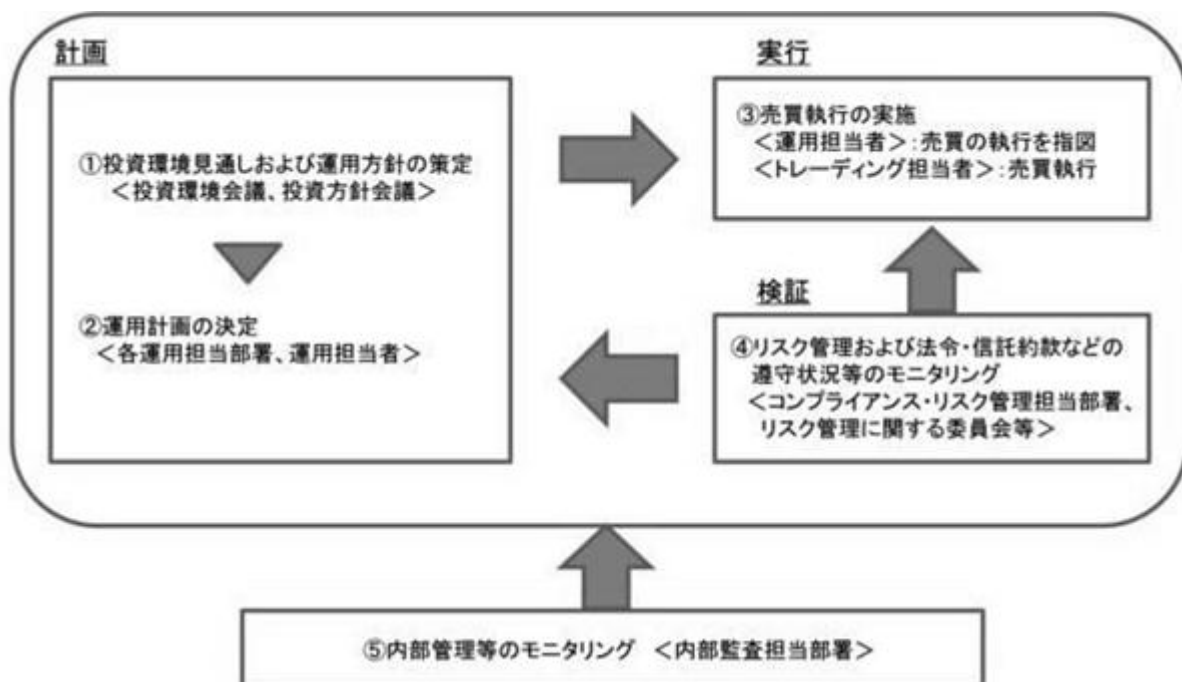 計画
①投資環境見通しおよび運用方針の策定
＜投資環境会議、投資方針会議＞
②運用計画の決定
＜各運用担当部署、運用担当者＞
実行
③売買執行の実施
＜運用担当者＞:売買の執行を指図
＜トレーディング担当者＞:売買執行
検証
④リスク管理および法令・信託約款などの
遵守状況等のモニタリング
＜コンプライアンス・リスク管理担当部署、
リスク管理に関する委員会等＞
⑤内部管理等のモニタリング ＜内部監査担当部署＞